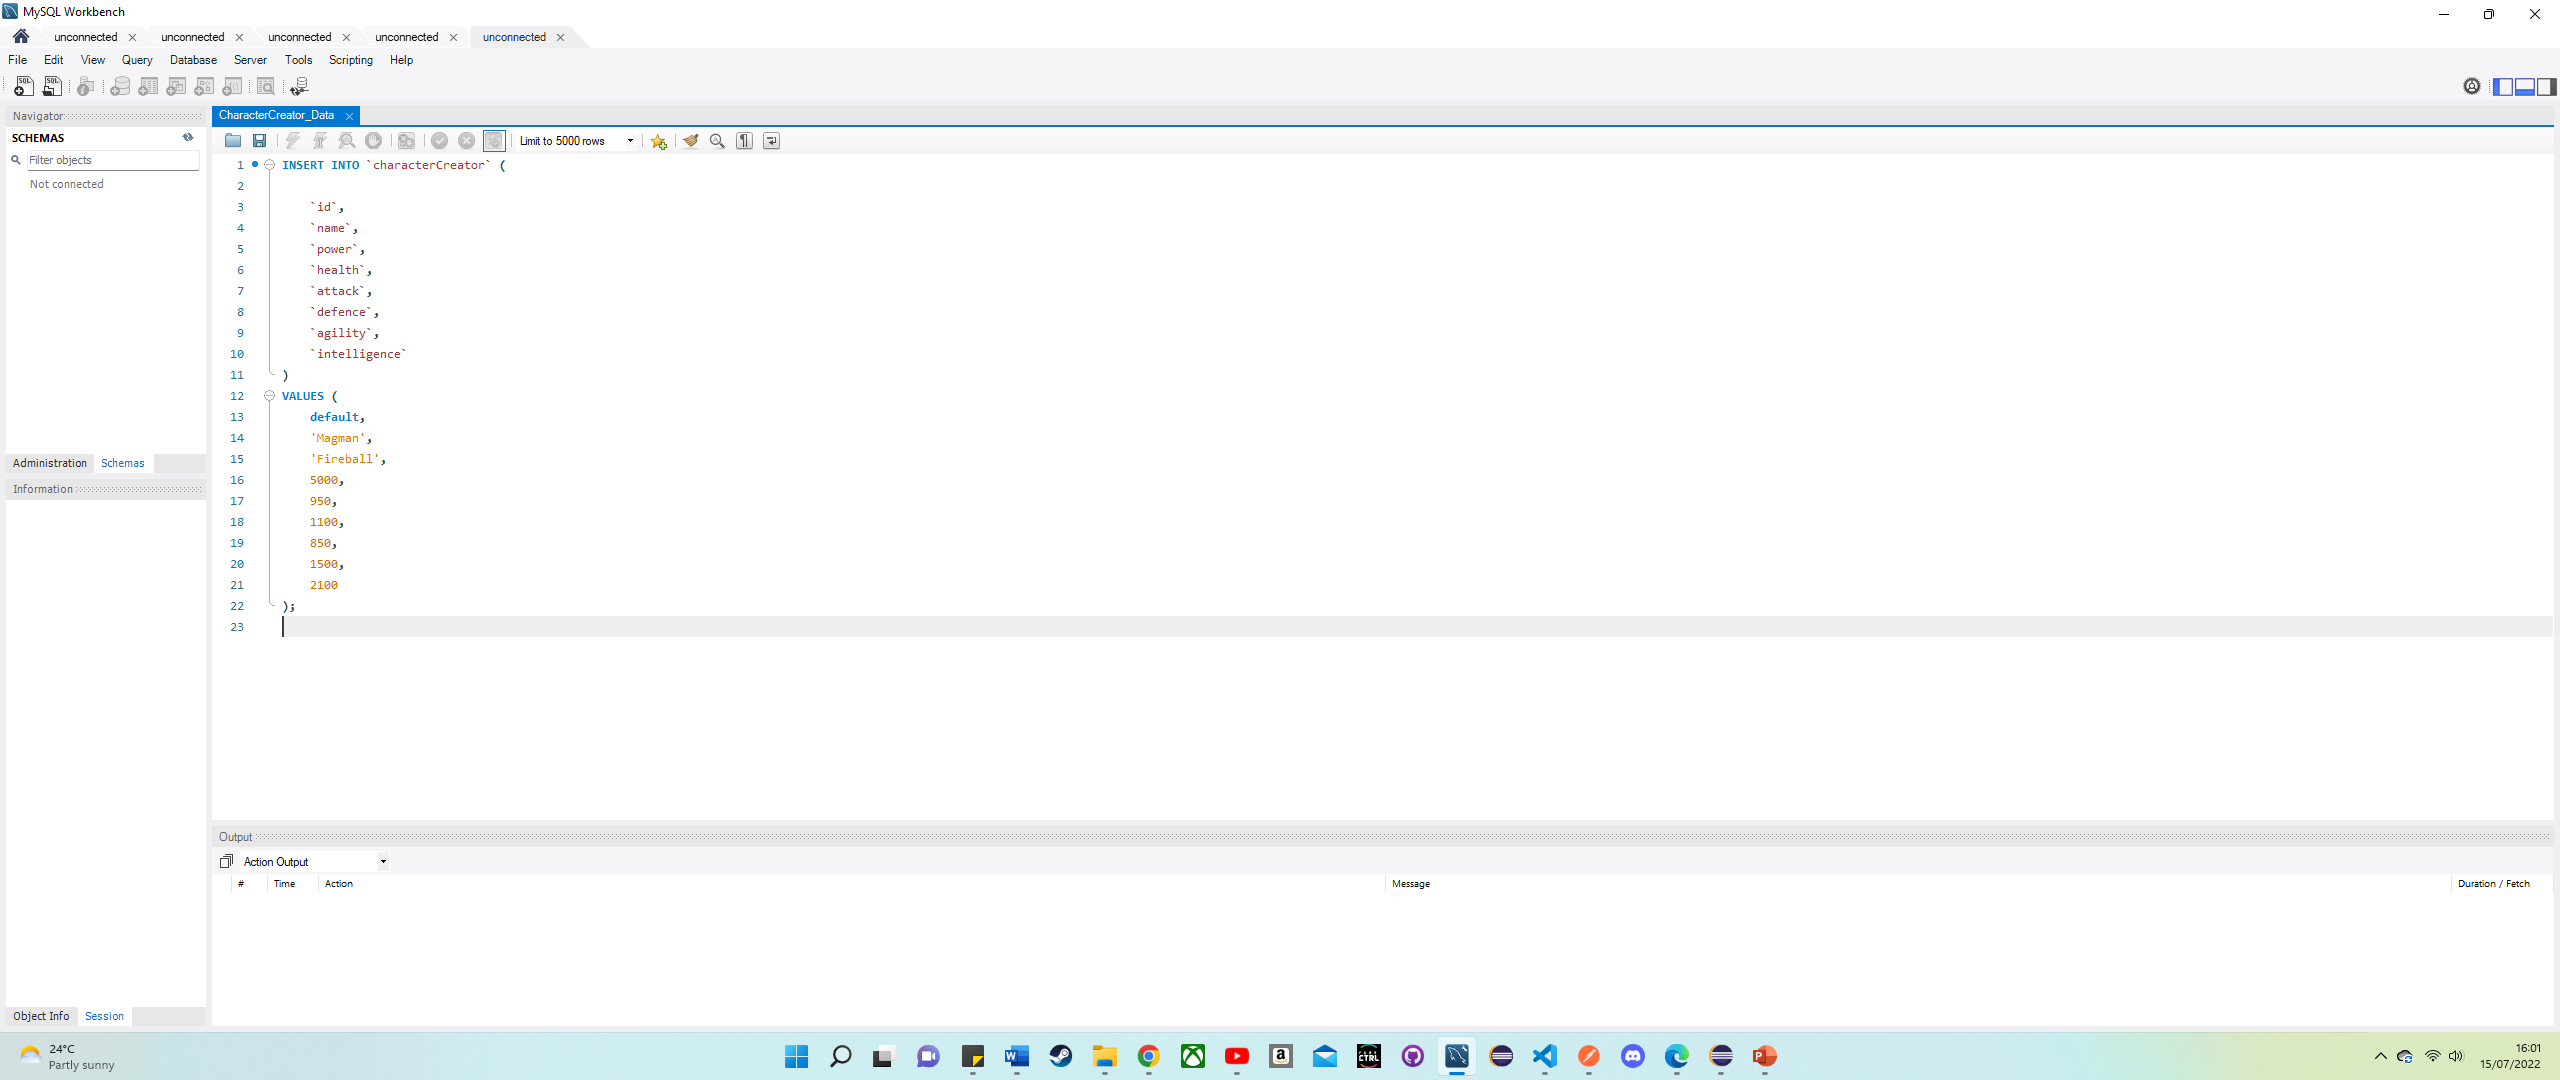 MySQL Workbench
unconnected unconnected unconnected unconnected unconnected
File Edit View Query Database Server Tools Scripting Help
Navigator
SCHEMAS
Filter objects
Not connected
Administration Schemas
Information
Object Info Session
CharacterCreator_Data
Limit to 5000 rows
1 INSERT INTO `characterCreator` (
2
3 `id`,
4 `name`,
5 `power`,
6 `health`,
7 `attack`,
8 `defence`,
9 `agility`,
10 `intelligence`
11 )
12 VALUES (
13 default,
14 'Magman',
15 'Fireball',
16 5000,
17 950,
18 1100,
19 850,
20 1500,
21 2100
22 );
23
Output
Action Output
# Time Action Message Duration / Fetch
24°C
Partly sunny
16:01
15/07/2022